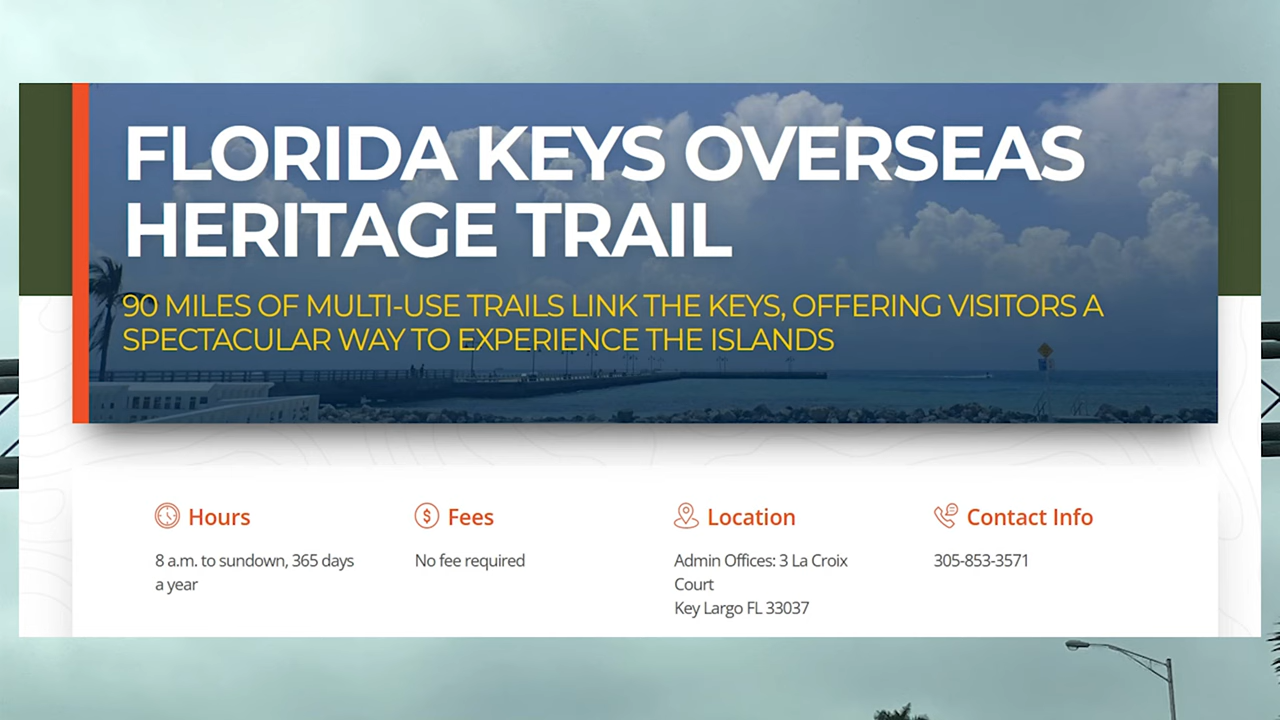 FLORIDA KEYS OVERSEAS
HERITAGE TRAIL
90 MILES OF MULTI-USE TRAILS LINK THE KEYS, OFFERING VISITORS A
SPECTACULAR WAY TO EXPERIENCE THE ISLANDS
Hours
8 a.m. to sundown, 365 days
a year
Fees
No fee required
Location
Admin Offices: 3 La Croix
Court
Key Largo FL 33037
Contact Info
305-853-3571